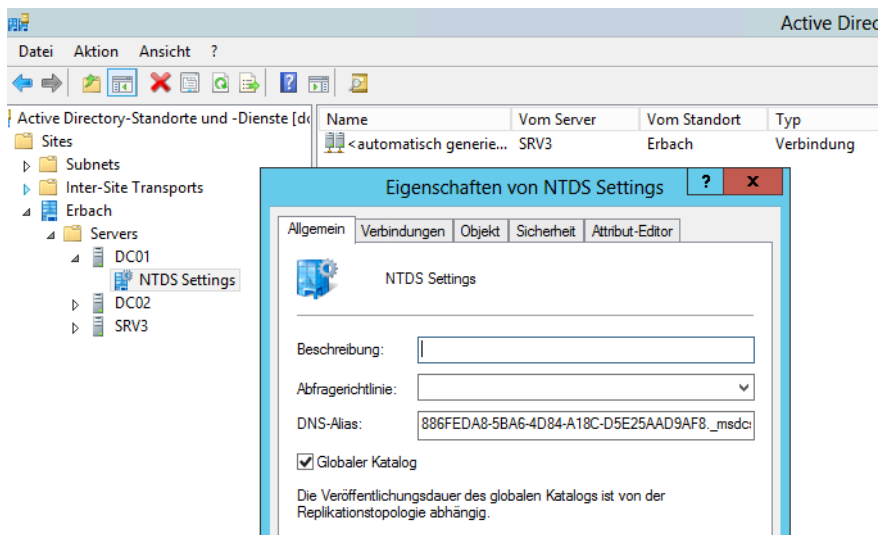 Active Direc
Datei Aktion Ansicht ?
Active Directory-Standorte und -Dienste [do
Name Vom Server Vom Standort Typ
Sites
<automatisch generie... SRV3 Erbach Verbindung
Subnets
Inter-Site Transports
Erbach
Servers
DC01
NTDS Settings
DC02
SRV3
Eigenschaften von NTDS Settings ? x
Allgemein Verbindungen Objekt Sicherheit Attribut-Editor
NTDS Settings
Beschreibung:
Abfragerichtlinie:
DNS-Alias: 886FEDA8-5BA6-4D84-A18C-D5E25AAD9AF8._msdcs
Globaler Katalog
Die Veröffentlichungsdauer des globalen Katalogs ist von der
Replikationstopologie abhängig.